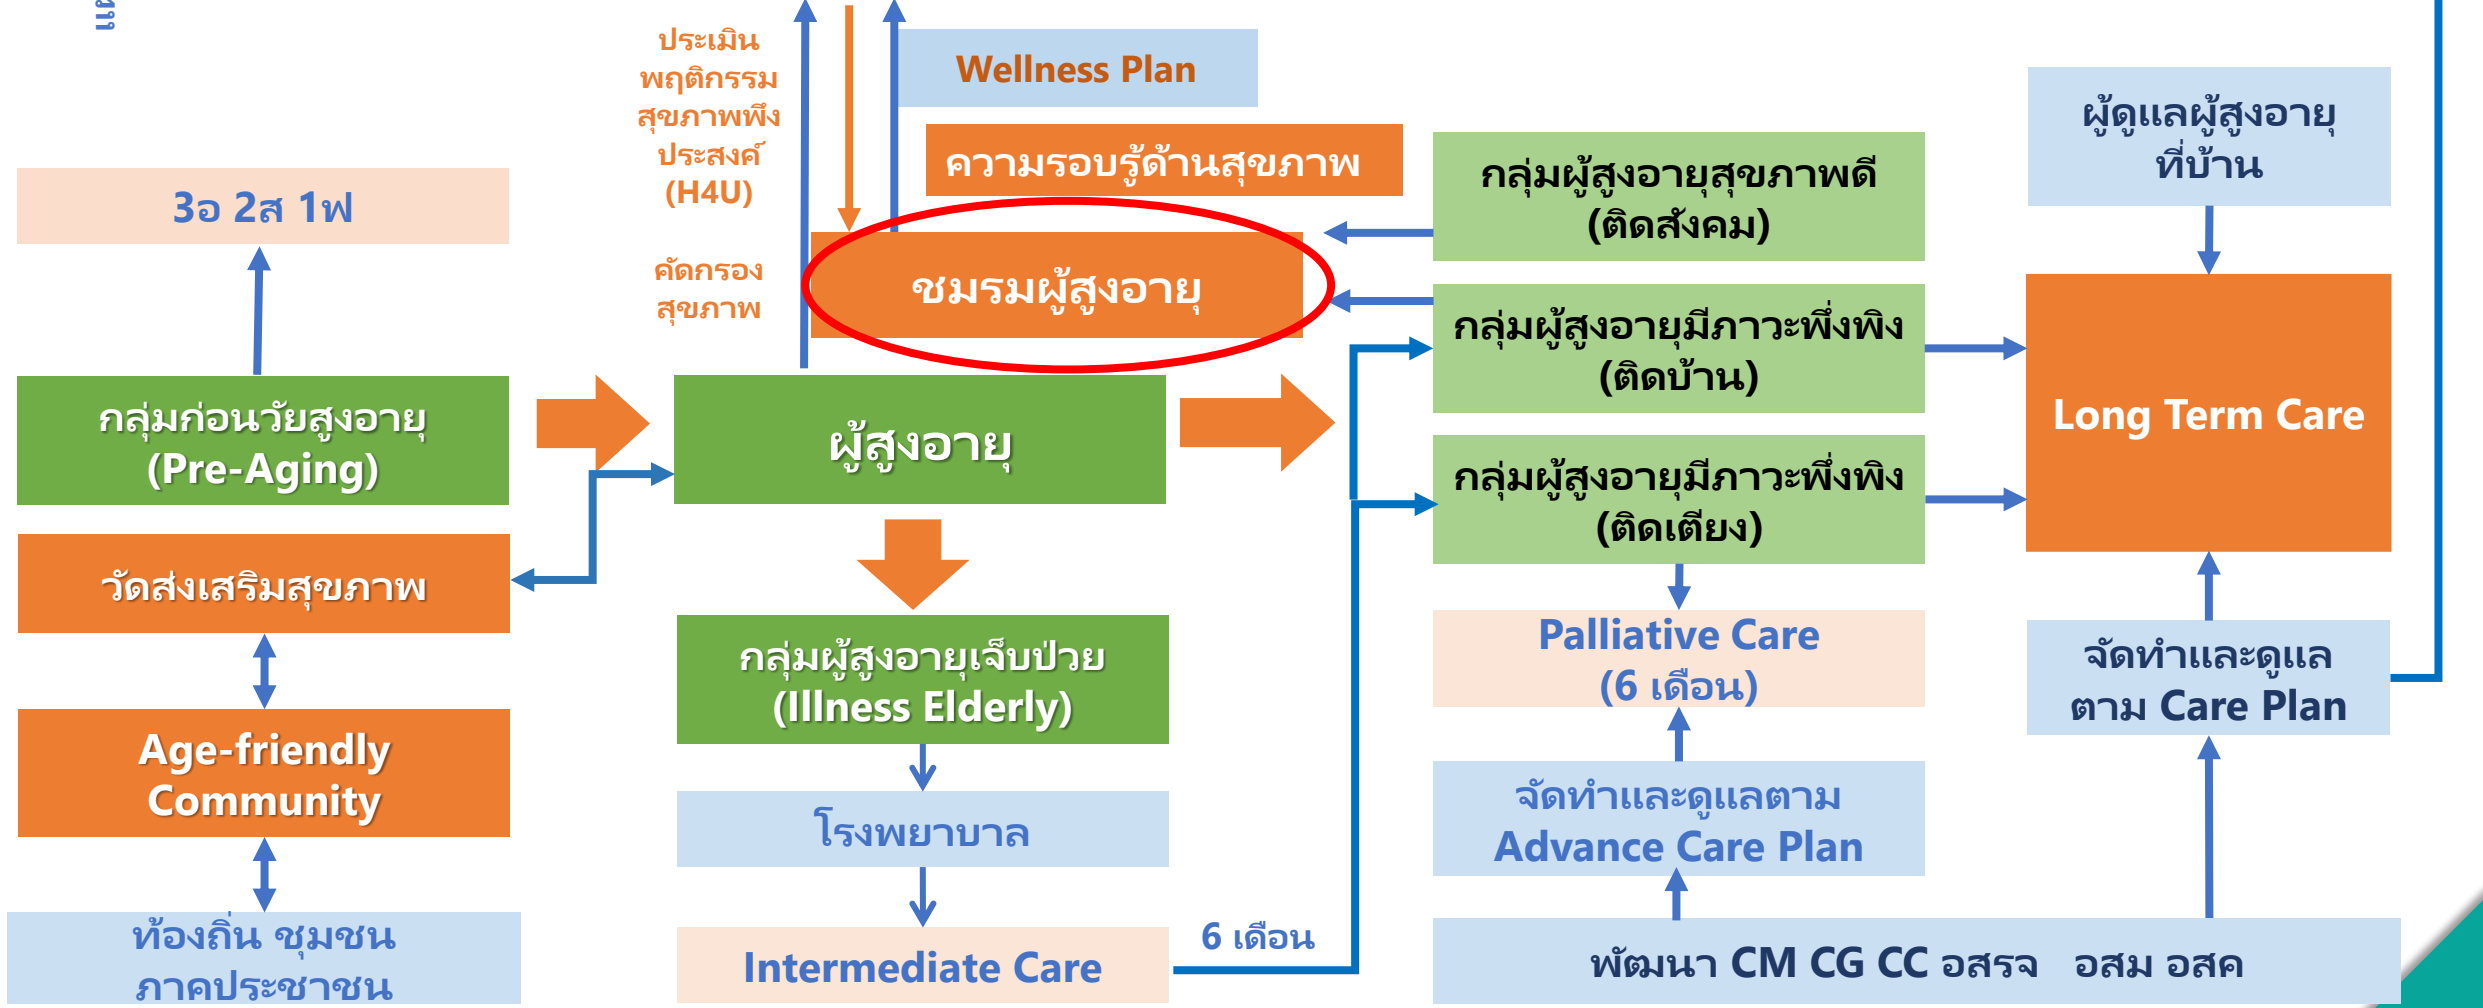 ประเมิน
พฤติกรรม
สุขภาพพึง
ประสงค์
(H4U)
คัดกรอง
สุขภาพ
Wellness Plan
ความรอบรู้ด้านสุขภาพ
ชมรมผู้สูงอายุ
3อ 2ส 1ฟ
กลุ่มก่อนวัยสูงอายุ
(Pre-Aging)
วัดส่งเสริมสุขภาพ
Age-friendly
Community
ท้องถิ่น ชุมชน
ภาคประชาชน
ผู้สูงอายุ
กลุ่มผู้สูงอายุเจ็บป่วย
(Illness Elderly)
โรงพยาบาล
Intermediate Care
6 เดือน
กลุ่มผู้สูงอายุสุขภาพดี
(ติดสังคม)
กลุ่มผู้สูงอายุมีภาวะพึ่งพิง
(ติดบ้าน)
กลุ่มผู้สูงอายุมีภาวะพึ่งพิง
(ติดเตียง)
Palliative Care
(6 เดือน)
จัดทำและดูแลตาม
Advance Care Plan
พัฒนา CM CG CC อสรจ อสม อสค
ผู้ดูแลผู้สูงอายุ
ที่บ้าน
Long Term Care
จัดทำและดูแล
ตาม Care Plan